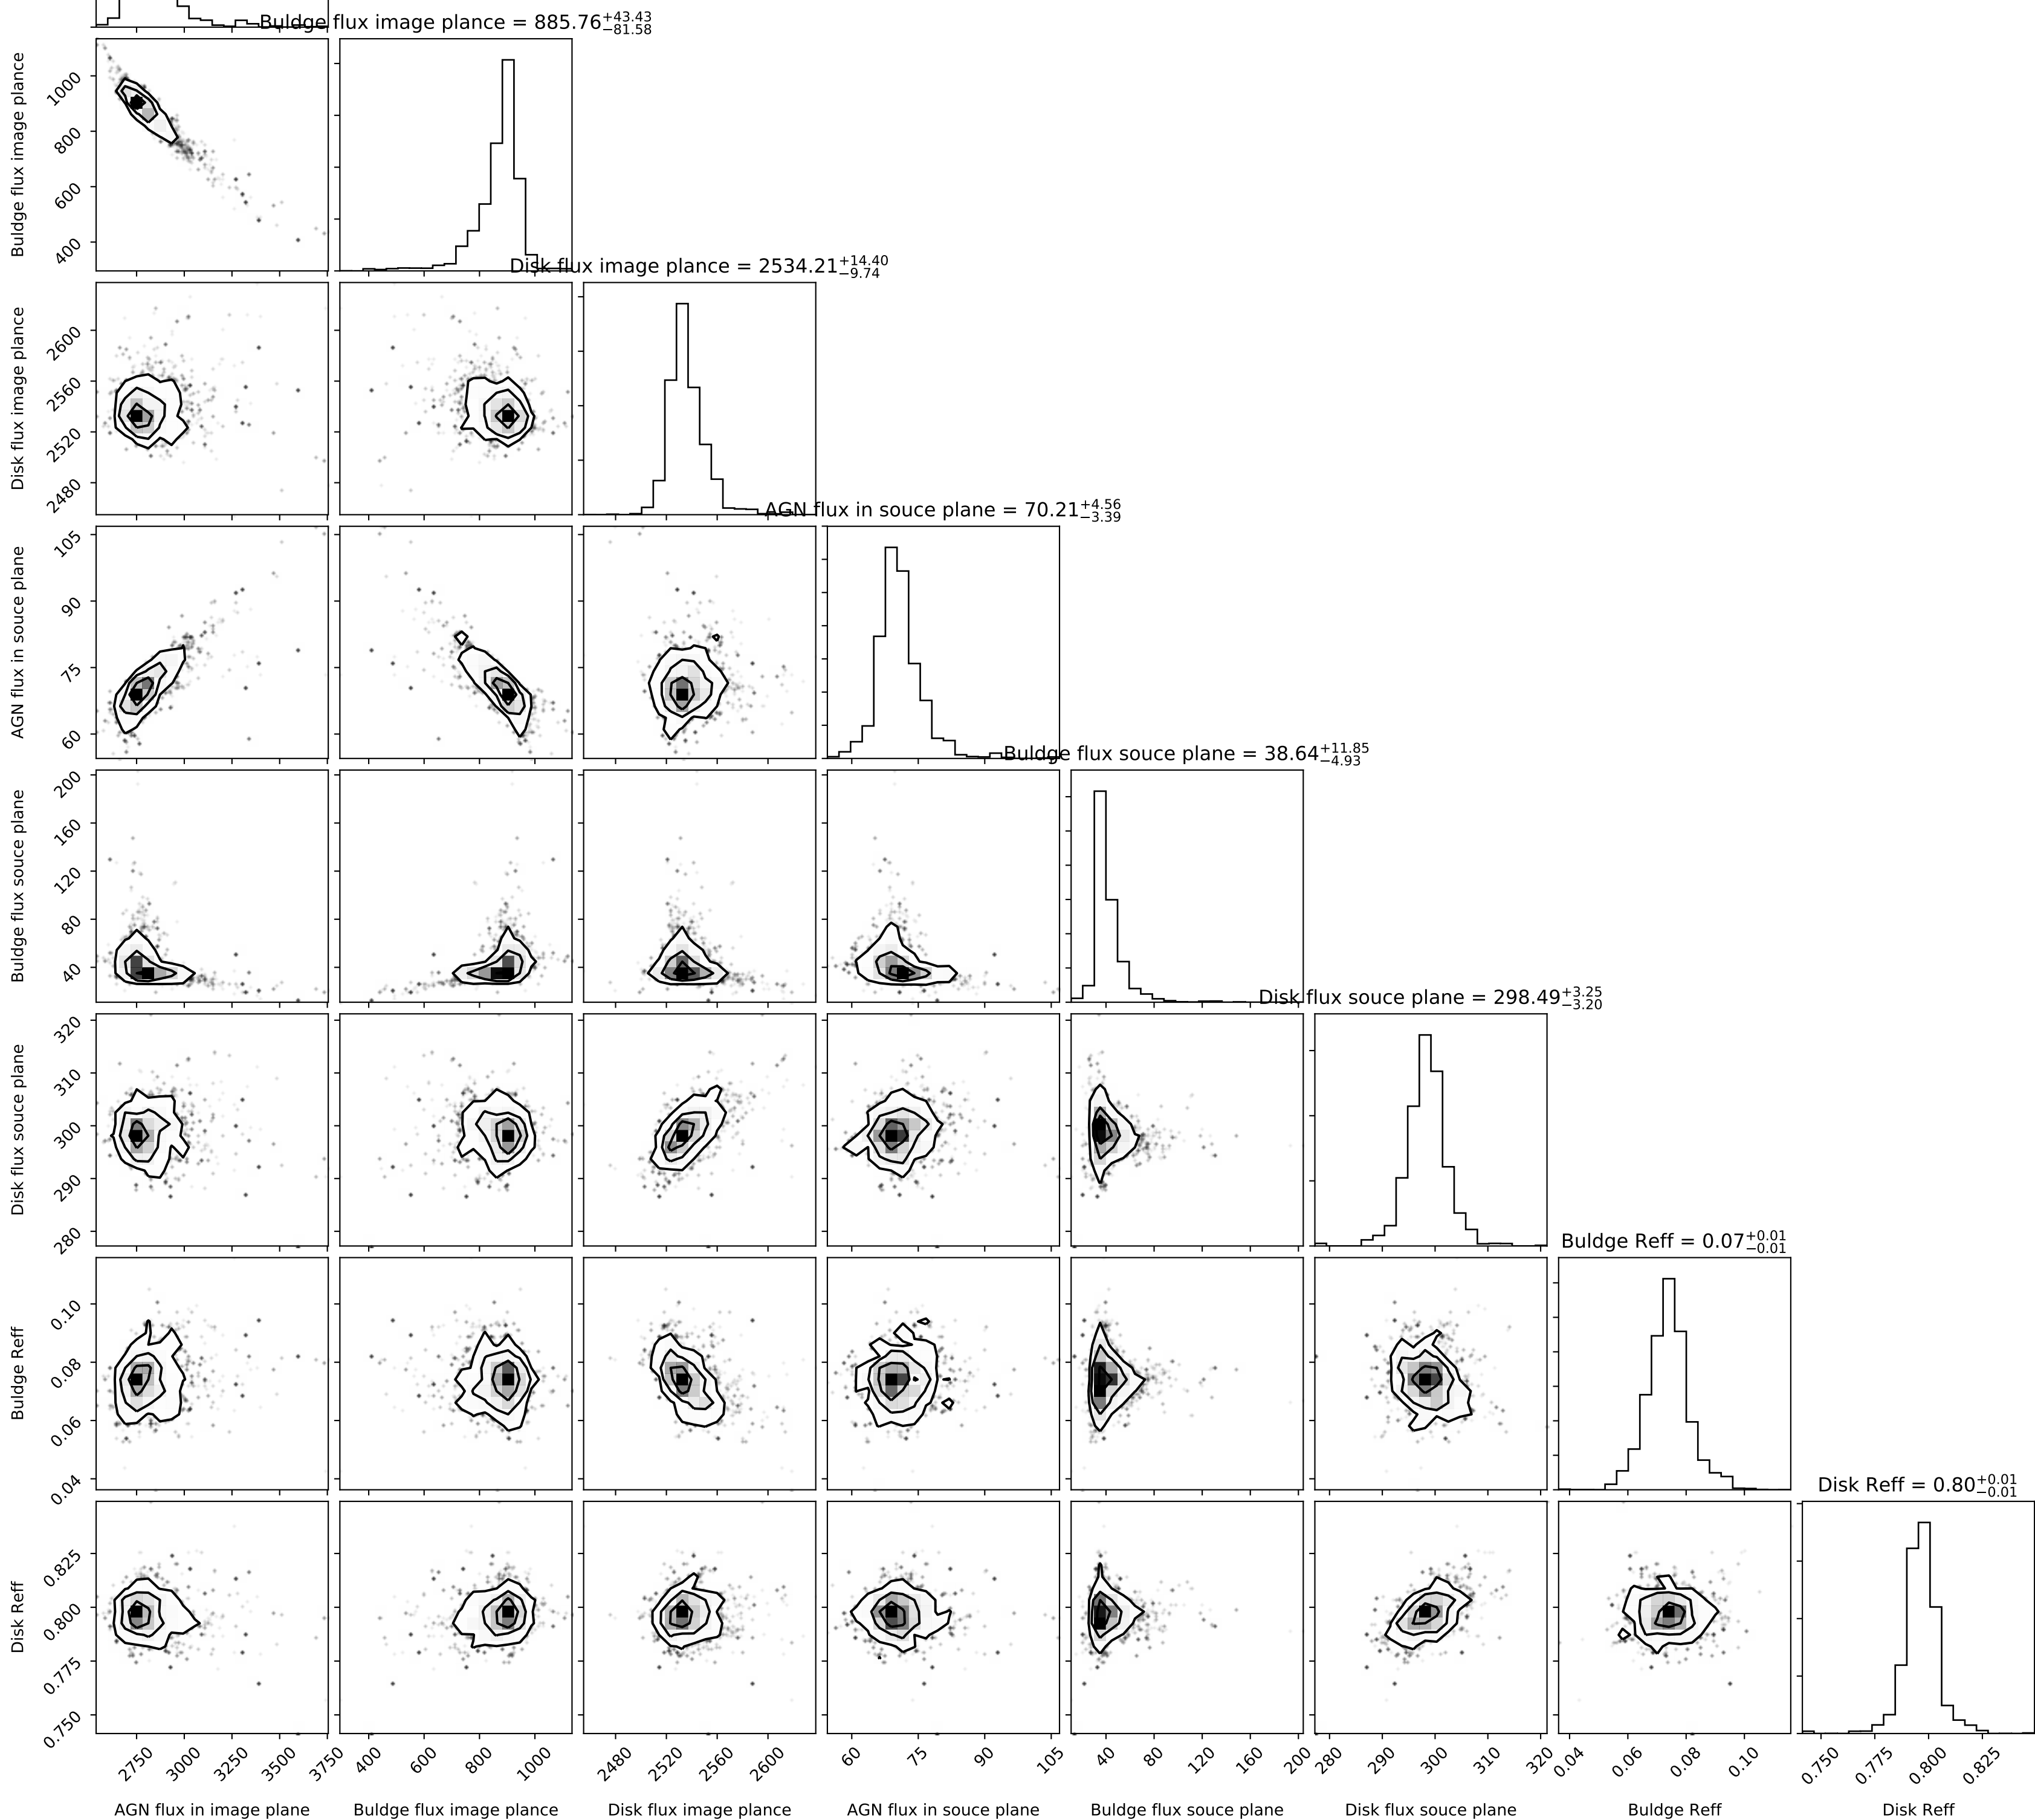 Buldge flux image plance = 885.76+43.43−81.58
Buldge flux image plance
1000
800
600
400
Disk flux image plance = 2534.21+14.40−9.74
Disk flux image plance
2600
2560
2520
2480
AGN flux in souce plane = 70.21+4.56−3.39
AGN flux in souce plane
105
90
75
60
Buldge flux souce plane = 38.64+11.85−4.93
Buldge flux souce plane
200
160
120
80
40
Disk flux souce plane = 298.49+3.25−3.20
Disk flux souce plane
320
310
300
290
280
Buldge Reff = 0.07+0.01−0.01
Buldge Reff
0.10
0.08
0.06
0.04
Disk Reff = 0.80+0.01−0.01
Disk Reff
0.825
0.800
0.775
0.750
2750 3000 3250 3500 3750 400 600 800 1000 2480 2520 2560 2600 60 75 90 105 40 80 120 160 200 280 290 300 310 320 0.04 0.06 0.08 0.10 0.750 0.775 0.800 0.825
AGN flux in image plane Buldge flux image plance Disk flux image plance AGN flux in souce plane Buldge flux souce plane Disk flux souce plane Buldge Reff Disk Reff